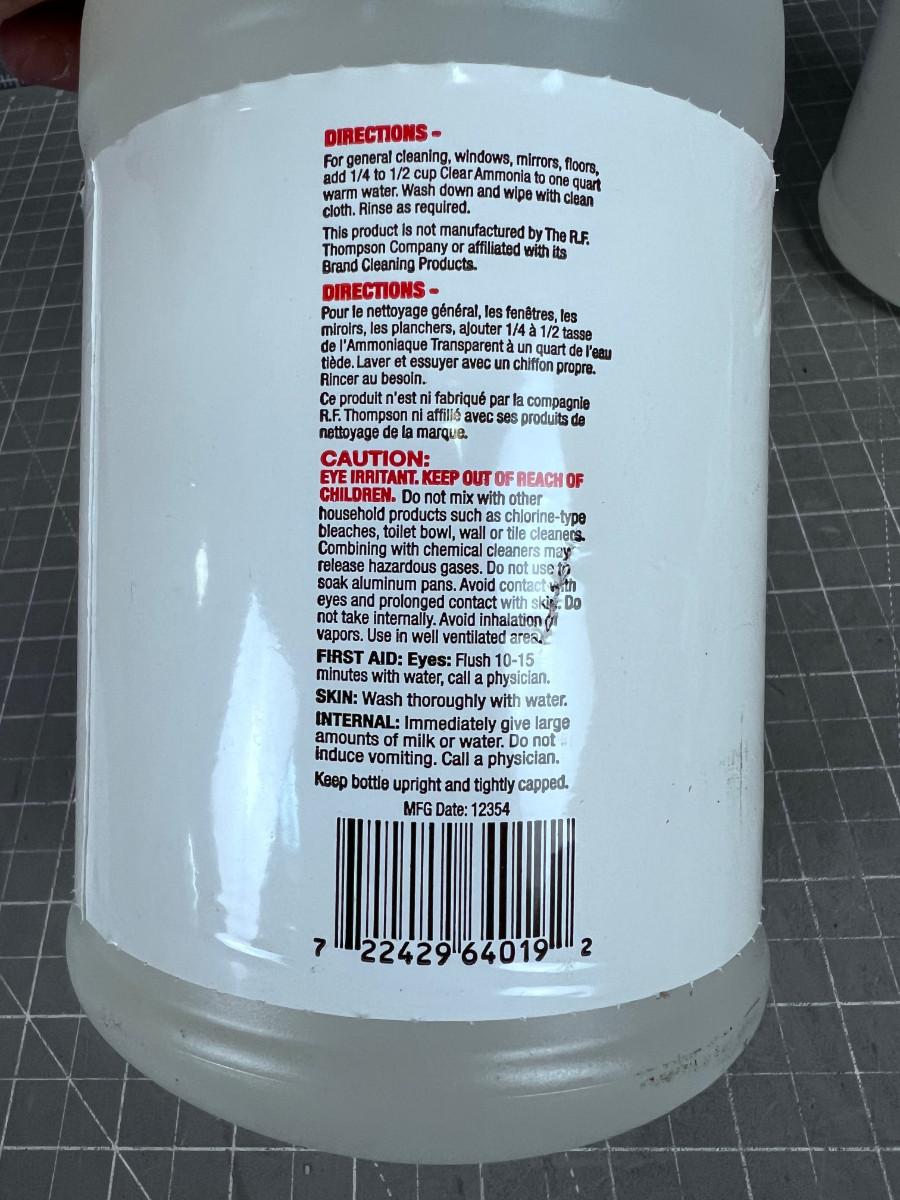 DIRECTIONS -
For general cleaning, windows, mirrors, floors,
add 1/4 to 1/2 cup Clear Ammonia to one quart
warm water. Wash down and wipe with clean
cloth. Rinse as required.
This product is not manufactured by The R.F.
Thompson Company or affiliated with its
Brand Cleaning Products.
DIRECTIONS -
Pour le nettoyage général, les fenêtres, les
miroirs, les planchers, ajouter 1/4 à 1/2 tasse
de l'Ammoniaque Transparent à un quart de l'eau
tiède. Laver et essuyer avec un chiffon propre.
Rincer au besoin.
Ce produit n'est ni fabriqué par la compagnie
R.F. Thompson ni affilié avec ses produits de
nettoyage de la marque.
CAUTION:
EYE IRRITANT. KEEP OUT OF REACH OF
CHILDREN. Do not mix with other
household products such as chlorine-type
bleaches, toilet bowl, wall or tile cleaners.
Combining with chemical cleaners may
release hazardous gases. Do not use to
soak aluminum pans. Avoid contact with
eyes and prolonged contact with skin. Do
not take internally. Avoid inhalation of
vapors. Use in well ventilated area.
FIRST AID: Eyes: Flush 10-15
minutes with water, call a physician.
SKIN: Wash thoroughly with water.
INTERNAL: Immediately give large
amounts of milk or water. Do not
induce vomiting. Call a physician.
Keep bottle upright and tightly capped.
MFG Date: 12354
7 22429 64019 2